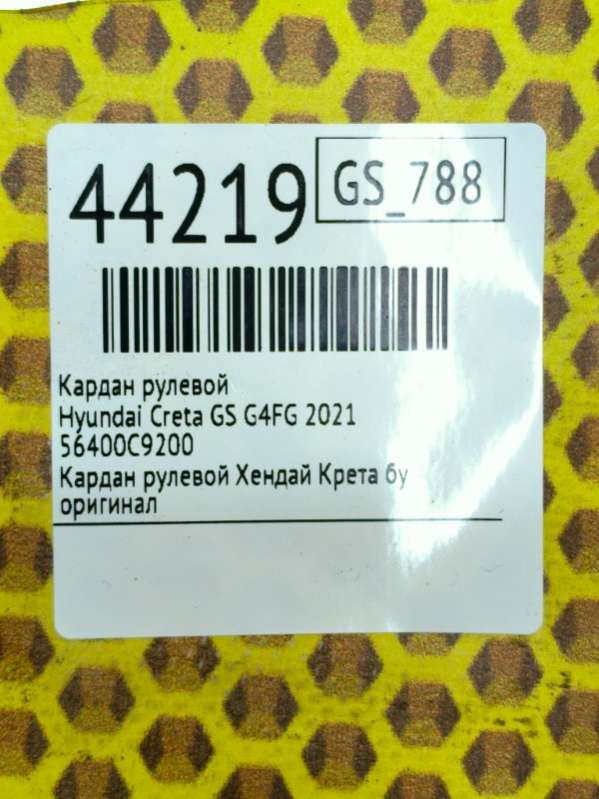 44219
GS_788
Кардан рулевой
Hyundai Creta GS G4FG 2021
56400C9200
Кардан рулевой Хендай Крета бу
оригинал